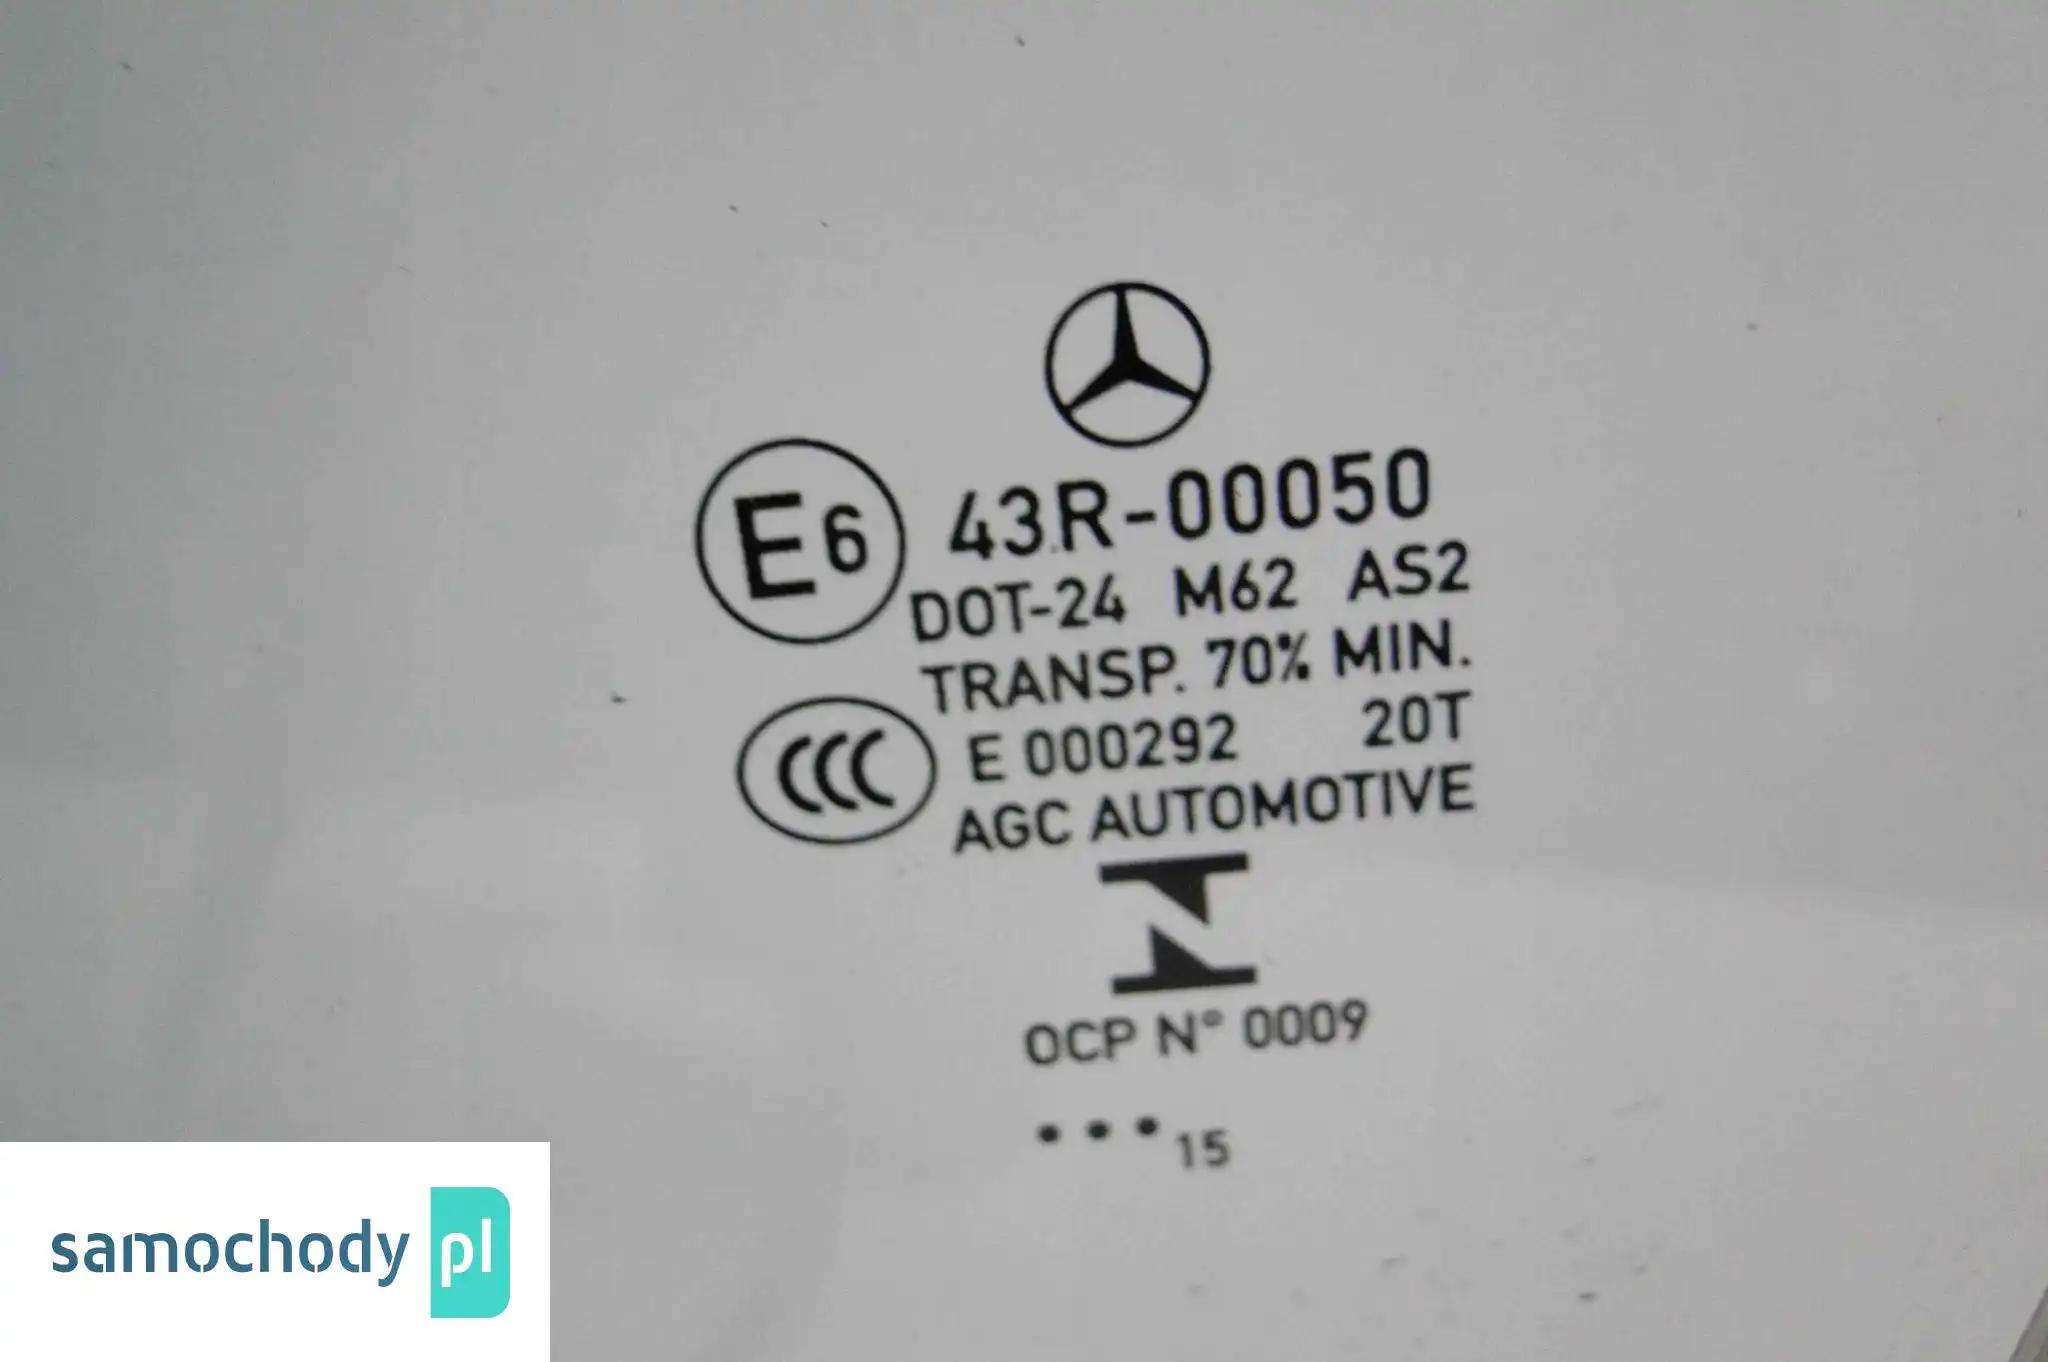 E6
43R-00050
DOT-24 M62 AS2
TRANSP. 70% MIN.
CCC
E 000292 20T
AGC AUTOMOTIVE
OCP N° 0009
•••15
samochody pl